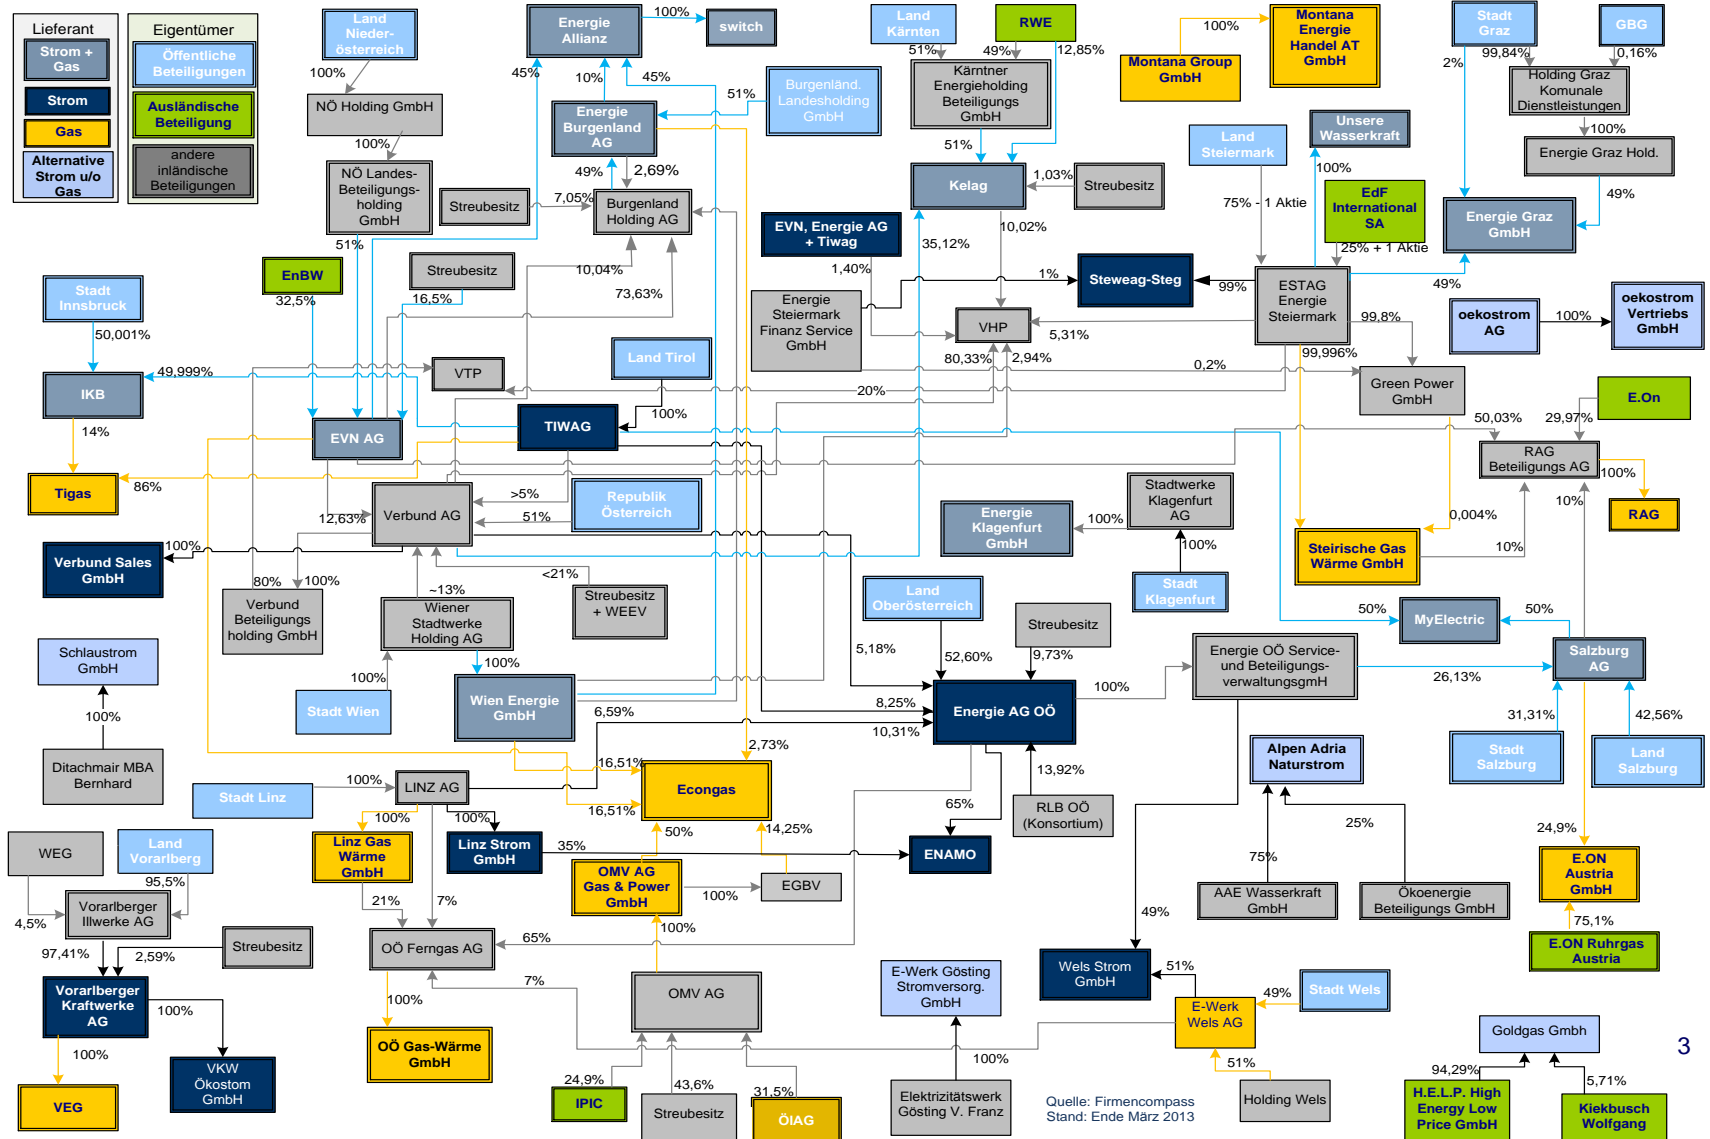 Lieferant
Strom +
Gas
Strom
Gas
Alternative
Strom u/o
Gas
Eigentümer
Öffentliche
Beteiligungen
Ausländische
Beteiligung
andere
inländische
Beteiligungen
Land
Nieder-
österreich
100%
NÖ Holding GmbH
100%
NÖ Landes-
Beteiligungs-
holding
GmbH
51%
Energie
Allianz
100%
switch
45%
10%
45%
Energie
Burgenland
AG
51%
Burgenländ.
Landesholding
GmbH
49%
2,69%
Streubesitz
7,05%
Burgenland
Holding AG
10,04%
73,63%
Land
Kärnten
RWE
51%
49%
12,85%
Kärntner
Energieholding
Beteiligungs
GmbH
51%
Kelag
1,03%
Streubesitz
10,02%
35,12%
Montana Group
GmbH
100%
Montana
Energie
Handel AT
GmbH
Stadt
Graz
GBG
99,84%
0,16%
2%
Holding Graz
Komunale
Dienstleistungen
100%
Energie Graz Hold.
49%
Energie Graz
GmbH
49%
Unsere
Wasserkraft
100%
Land
Steiermark
75% - 1 Aktie
EdF
International
SA
25% + 1 Aktie
ESTAG
Energie
Steiermark
EVN, Energie AG
+ Tiwag
1,40%
Energie
Steiermark
Finanz Service
GmbH
1%
Steweag-Steg
99%
VHP
5,31%
80,33%
2,94%
0,2%
99,8%
99,996%
Green Power
GmbH
20%
oekostrom
AG
100%
oekostrom
Vertriebs
GmbH
Stadt
Innsbruck
50,001%
IKB
49,999%
14%
Tigas
86%
EnBW
32,5%
Streubesitz
16,5%
EVN AG
VTP
TIWAG
Land Tirol
100%
E.On
29,97%
50,03%
RAG
Beteiligungs AG
100%
RAG
10%
10%
0,004%
Steirische Gas
Wärme GmbH
Verbund AG
12,63%
>5%
51%
Republik
Österreich
100%
Verbund Sales
GmbH
80%
100%
Verbund
Beteiligungs
holding GmbH
~13%
<21%
Streubesitz
+ WEEV
Wiener
Stadtwerke
Holding AG
100%
Stadt Wien
100%
Wien Energie
GmbH
Stadtwerke
Klagenfurt
AG
100%
Energie
Klagenfurt
GmbH
100%
Stadt
Klagenfurt
Land
Oberösterreich
52,60%
Streubesitz
9,73%
5,18%
8,25%
6,59%
10,31%
Energie AG OÖ
100%
Energie OÖ Service-
und Beteiligungs-
verwaltungsgmH
26,13%
50%
MyElectric
50%
Salzburg
AG
31,31%
42,56%
Stadt
Salzburg
Land
Salzburg
24,9%
E.ON
Austria
GmbH
75,1%
E.ON Ruhrgas
Austria
Schlaustrom
GmbH
100%
Ditachmair MBA
Bernhard
Stadt Linz
100%
LINZ AG
100%
100%
Linz Gas
Wärme
GmbH
Linz Strom
GmbH
35%
ENAMO
65%
13,92%
RLB OÖ
(Konsortium)
2,73%
16,51%
16,51%
Econgas
50%
14,25%
OMV AG
Gas & Power
GmbH
100%
EGBV
100%
OMV AG
24,9%
IPIC
43,6%
Streubesitz
31,5%
ÖIAG
21%
7%
65%
7%
OÖ Ferngas AG
100%
OÖ Gas-Wärme
GmbH
WEG
Land
Vorarlberg
95,5%
4,5%
Vorarlberger
Illwerke AG
97,41%
2,59%
Streubesitz
Vorarlberger
Kraftwerke
AG
100%
100%
VKW
Ökostom
GmbH
VEG
Alpen Adria
Naturstrom
75%
25%
AAE Wasserkraft
GmbH
Ökoenergie
Beteiligungs GmbH
49%
Wels Strom
GmbH
51%
E-Werk
Wels AG
49%
Stadt Wels
51%
Holding Wels
E-Werk Gösting
Stromversorg.
GmbH
100%
Elektrizitätswerk
Gösting V. Franz
Quelle: Firmencompass
Stand: Ende März 2013
Goldgas Gmbh
94,29%
5,71%
H.E.L.P. High
Energy Low
Price GmbH
Kiekbusch
Wolfgang
3